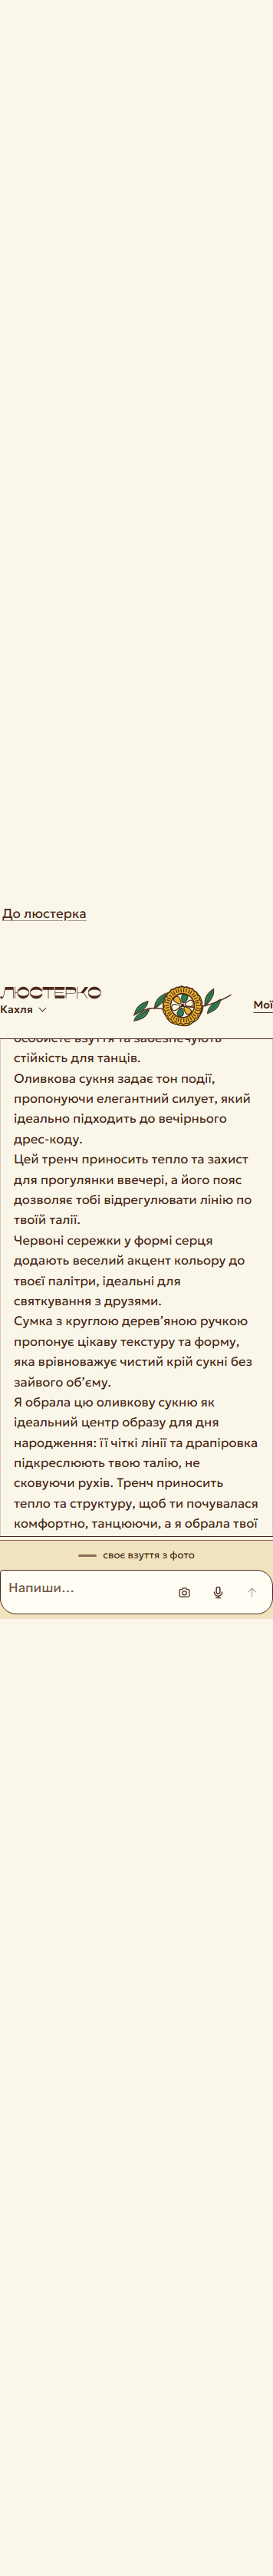 До люстерка
ЛЮСТЕРКО
Кахля
Мої
особисте взуття та забезпечують
стійкість для танців.
Оливкова сукня задає тон події,
пропонуючи елегантний силует, який
ідеально підходить до вечірнього
дрес-коду.
Цей тренч приносить тепло та захист
для прогулянки ввечері, а його пояс
дозволяє тобі відрегулювати лінію по
твоїй талії.
Червоні сережки у формі серця
додають веселий акцент кольору до
твоєї палітри, ідеальні для
святкування з друзями.
Сумка з круглою дерев’яною ручкою
пропонує цікаву текстуру та форму,
яка врівноважує чистий крій сукні без
зайвого об’єму.
Я обрала цю оливкову сукню як
ідеальний центр образу для дня
народження: її чіткі лінії та драпіровка
підкреслюють твою талію, не
сковуючи рухів. Тренч приносить
тепло та структуру, щоб ти почувалася
комфортно, танцюючи, а я обрала твої
своє взуття з фото
Напиши...